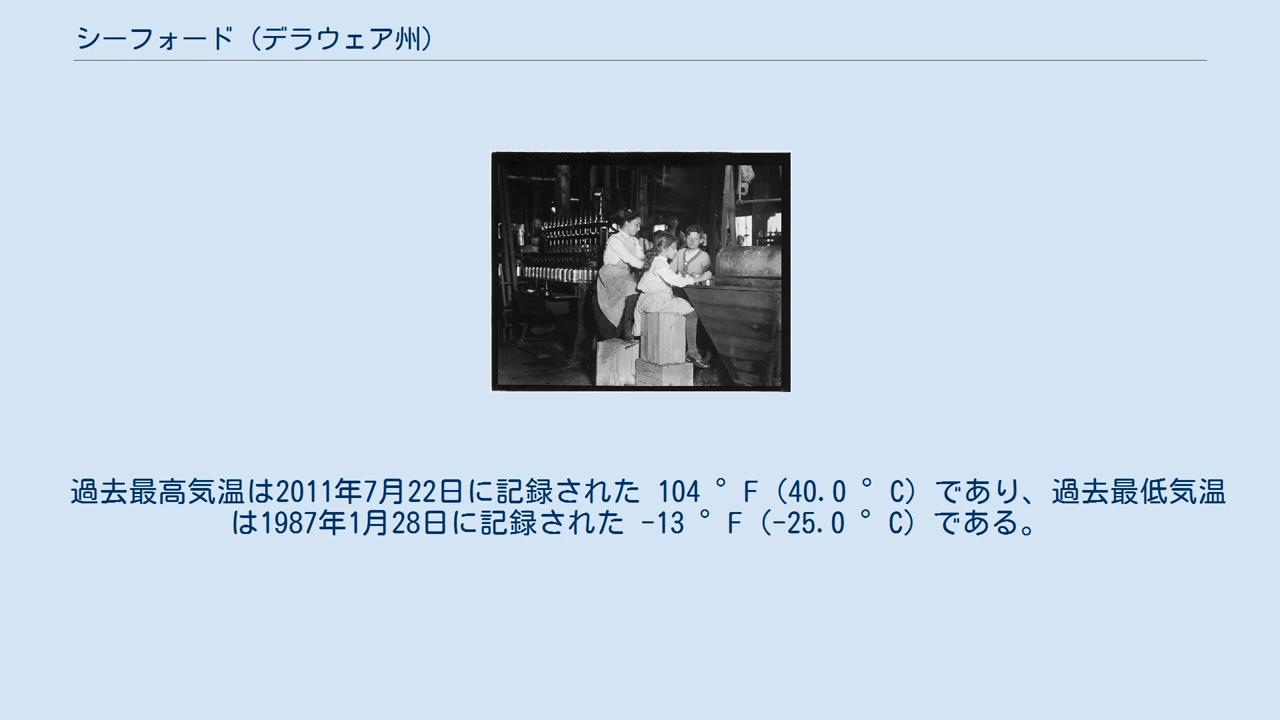 シーフォード（デラウェア州）
過去最高気温は2011年7月22日に記録された 104 ° F（40.0 ° C）であり、過去最低気温
は1987年1月28日に記録された -13 ° F（-25.0 ° C）である。